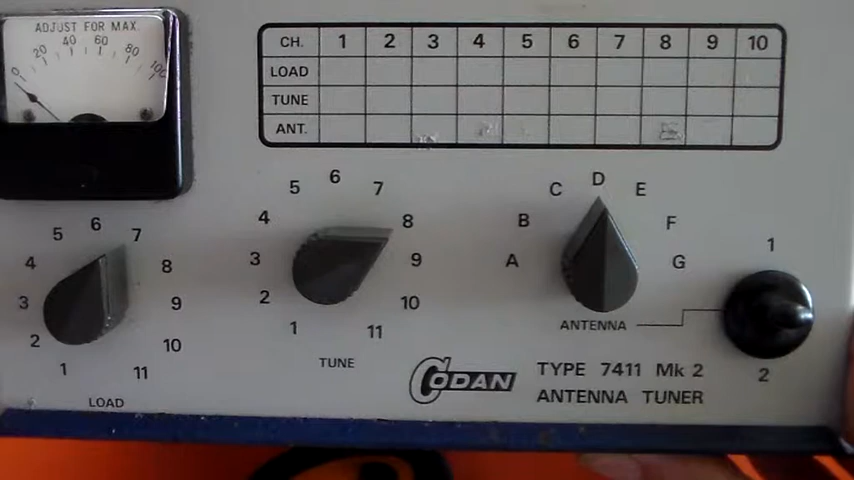 ADJUST FOR MAX.
0 20 40 60 80 100
CH. 1 2 3 4 5 6 7 8 9 10
LOAD
TUNE
ANT.
1 2 3 4 5 6 7 8 9 10 11
LOAD
1 2 3 4 5 6 7 8 9 10 11
TUNE
A B C D E F G
ANTENNA
1
2
CODAN
TYPE 7411 Mk 2
ANTENNA TUNER